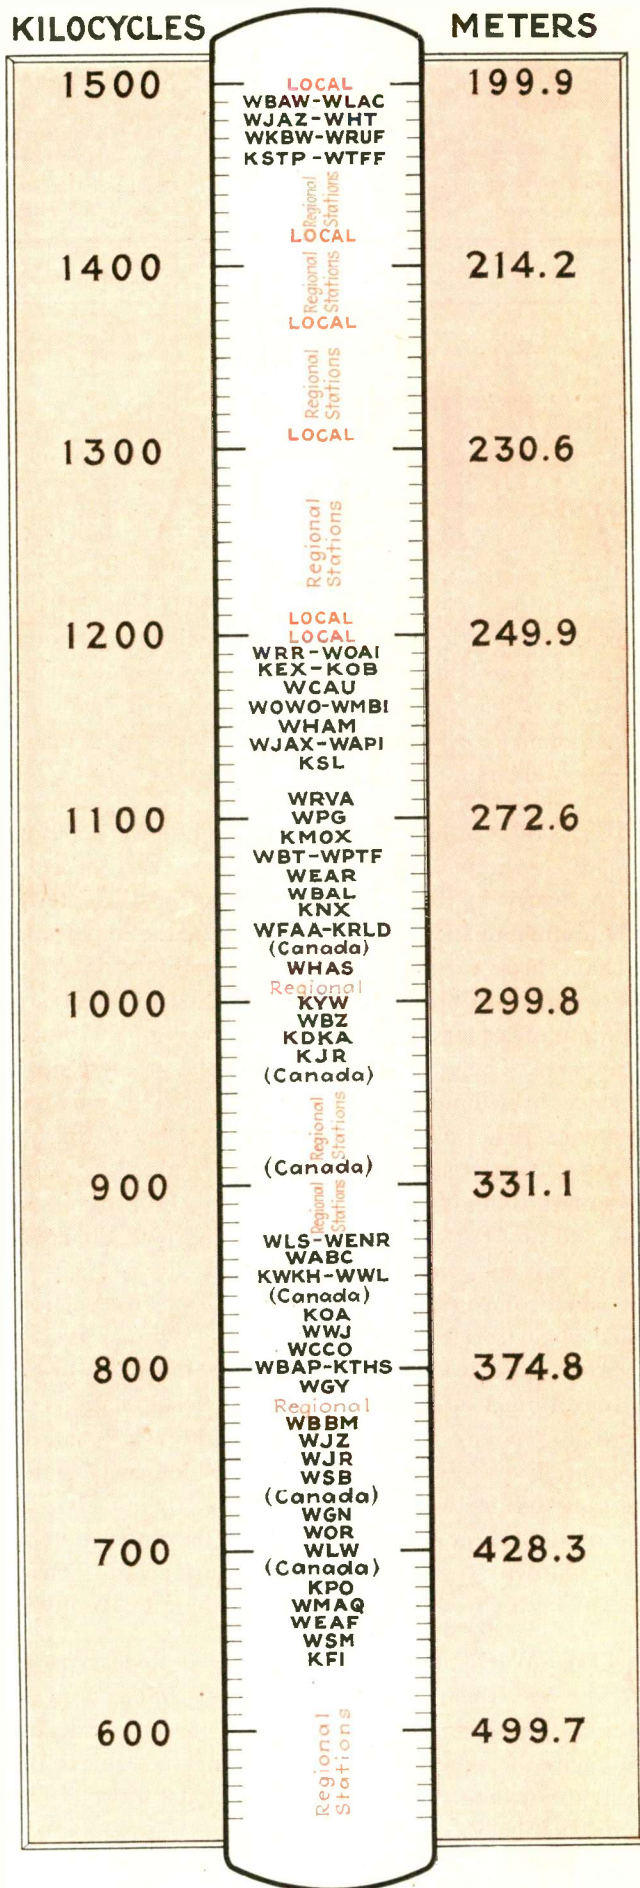 KILOCYCLES METERS
1500 LOCAL 199.9
WBAW-WLAC
WJAZ-WHT
WKBW-WRUF
KSTP-WTFF
Regional
Stations
LOCAL
1400 Regional Stations 214.2
LOCAL
Regional
Stations
LOCAL
1300 230.6
Regional
Stations
LOCAL
1200 LOCAL 249.9
WRR-WOAI
KEX-KOB
WCAU
WOWO-WMBI
WHAM
WJAX-WAPI
KSL
WRVA
1100 WPG 272.6
KMOX
WBT-WPTF
WEAR
WBAL
KNX
WFAA-KRLD
(Canada)
WHAS
Regional
1000 KYW 299.8
WBZ
KDKA
KJR
(Canada)
Regional
Stations
(Canada)
900 Regional Stations 331.1
WLS-WENR
WABC
KWKH-WWL
(Canada)
KOA
WWJ
WCCO
800 WBAP-KTHS 374.8
WGY
Regional
WBBM
WJZ
WJR
WSB
(Canada)
WGN
WOR
700 WLW 428.3
(Canada)
KPO
WMAQ
WEAF
WSM
KFI
600 Regional Stations 499.7